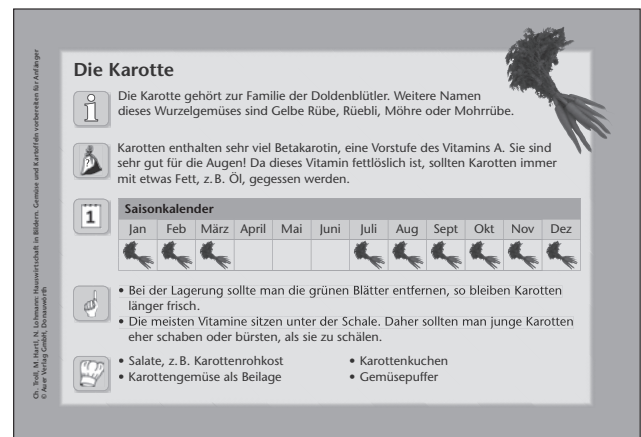 Die Karotte
Die Karotte gehört zur Familie der Doldenblütler. Weitere Namen
dieses Wurzelgemüses sind Gelbe Rübe, Rüebli, Möhre oder Mohrrübe.
Karotten enthalten sehr viel Betakarotin, eine Vorstufe des Vitamins A. Sie sind
sehr gut für die Augen! Da dieses Vitamin fettlöslich ist, sollten Karotten immer
mit etwas Fett, z. B. Öl, gegessen werden.
1
Saisonkalender
Jan Feb März April Mai Juni Juli Aug Sept Okt Nov Dez
• Bei der Lagerung sollte man die grünen Blätter entfernen, so bleiben Karotten
länger frisch.
• Die meisten Vitamine sitzen unter der Schale. Daher sollten man junge Karotten
eher schaben oder bürsten, als sie zu schälen.
• Salate, z. B. Karottenrohkost
• Karottengemüse als Beilage
• Karottenkuchen
• Gemüsepuffer
Ch. Troll, M. Hartl, N. Lohmann: Hauswirtschaft in Bildern. Gemüse und Kartoffeln vorbereiten für Anfänger
© Auer Verlag GmbH, Donauwörth